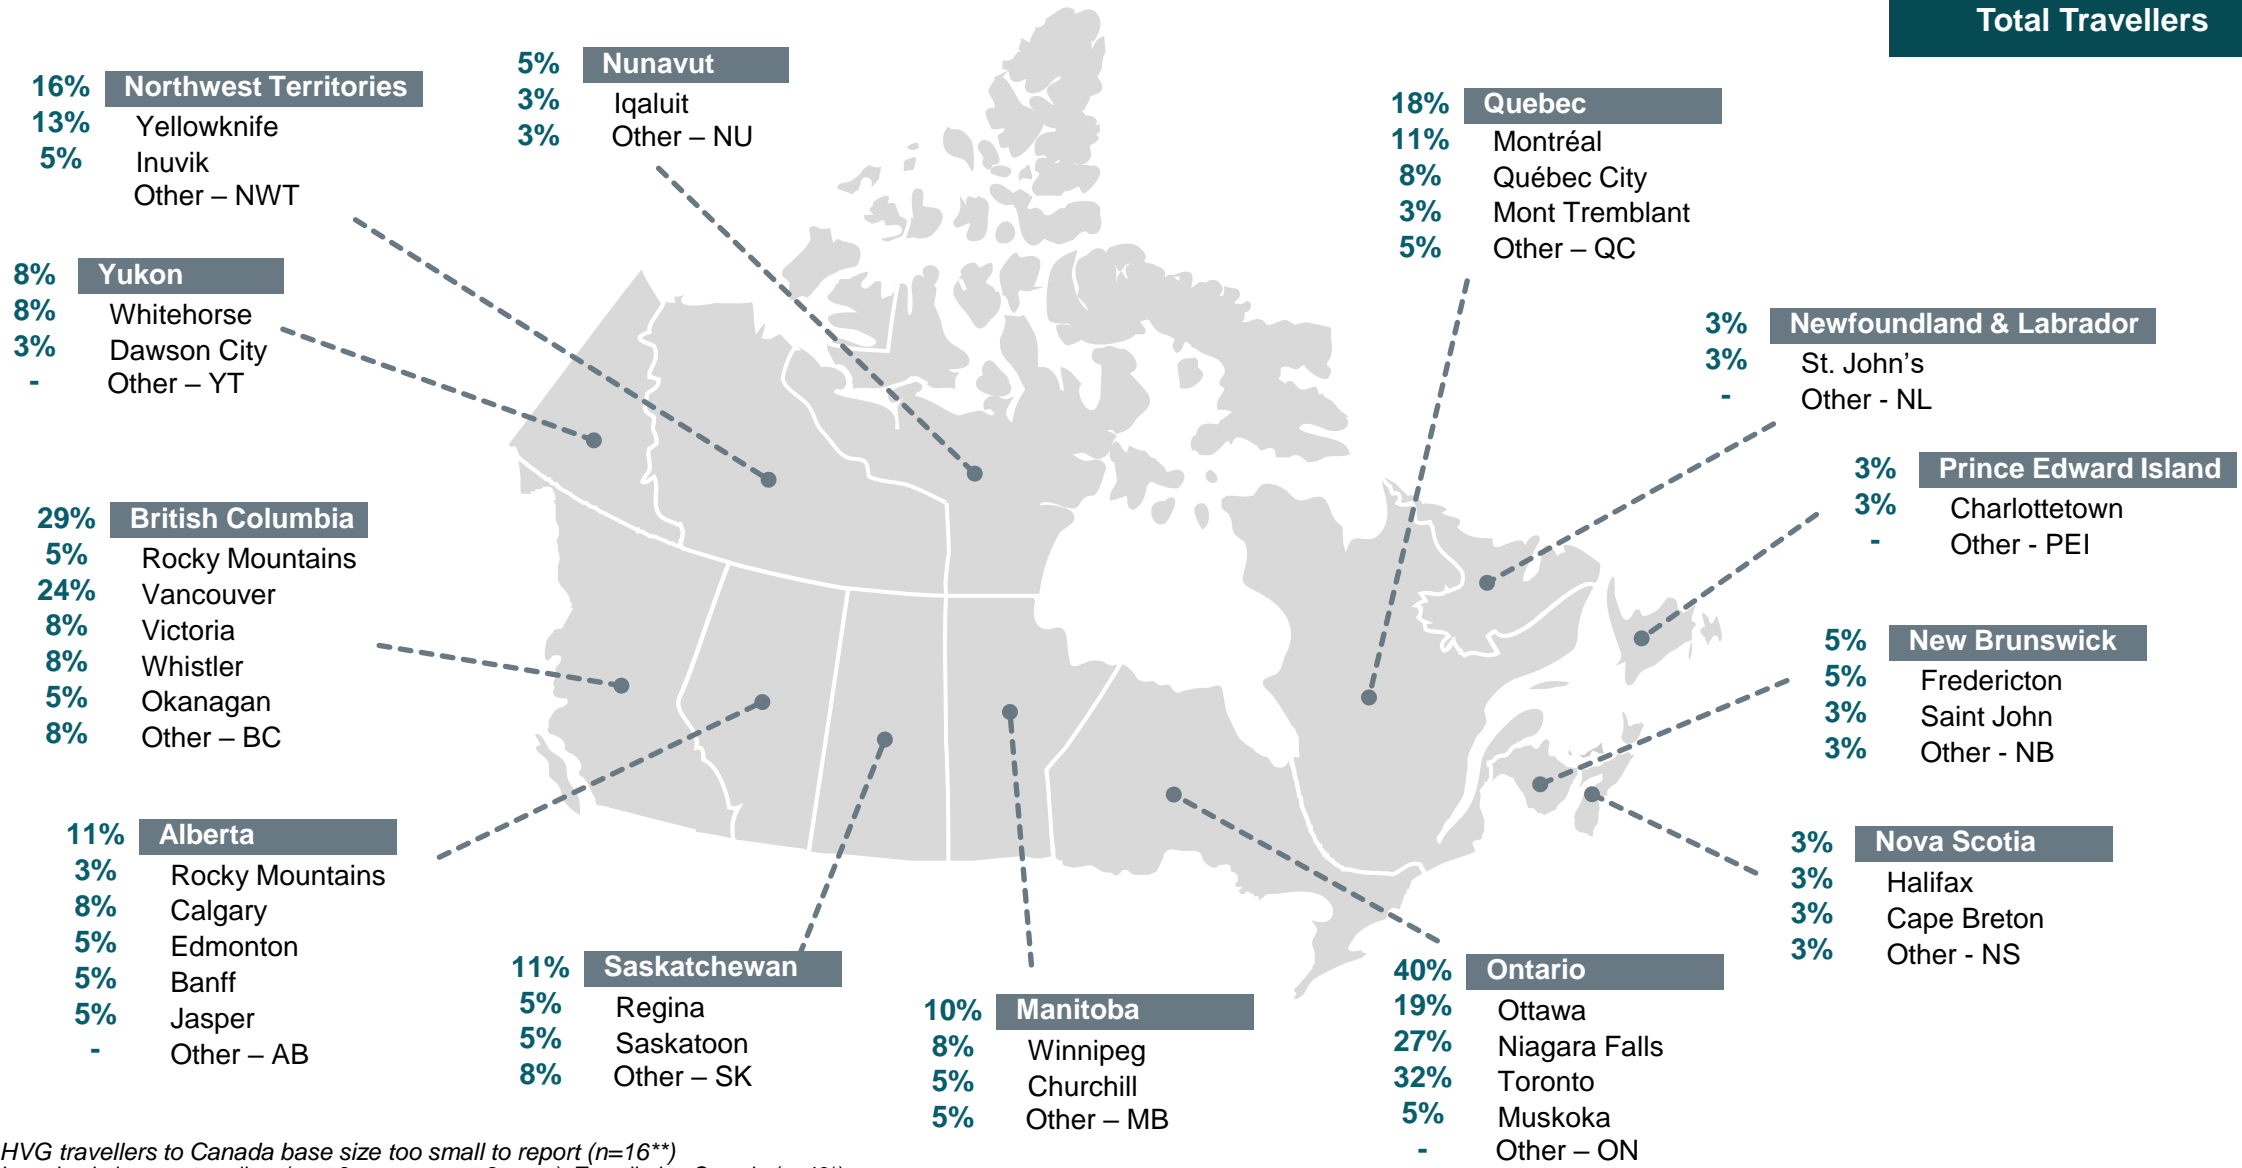 Total Travellers
16% Northwest Territories
13% Yellowknife
5% Inuvik
Other – NWT
5% Nunavut
3% Iqaluit
3% Other – NU
18% Quebec
11% Montréal
8% Québec City
3% Mont Tremblant
5% Other – QC
8% Yukon
8% Whitehorse
3% Dawson City
- Other – YT
3% Newfoundland & Labrador
3% St. John’s
- Other - NL
3% Prince Edward Island
3% Charlottetown
- Other - PEI
29% British Columbia
5% Rocky Mountains
24% Vancouver
8% Victoria
8% Whistler
5% Okanagan
8% Other – BC
5% New Brunswick
5% Fredericton
3% Saint John
3% Other - NB
11% Alberta
3% Rocky Mountains
8% Calgary
5% Edmonton
5% Banff
5% Jasper
- Other – AB
3% Nova Scotia
3% Halifax
3% Cape Breton
3% Other - NS
11% Saskatchewan
5% Regina
5% Saskatoon
8% Other – SK
10% Manitoba
8% Winnipeg
5% Churchill
5% Other – MB
40% Ontario
19% Ottawa
27% Niagara Falls
32% Toronto
5% Muskoka
- Other – ON
HVG travellers to Canada base size too small to report (n=16**)